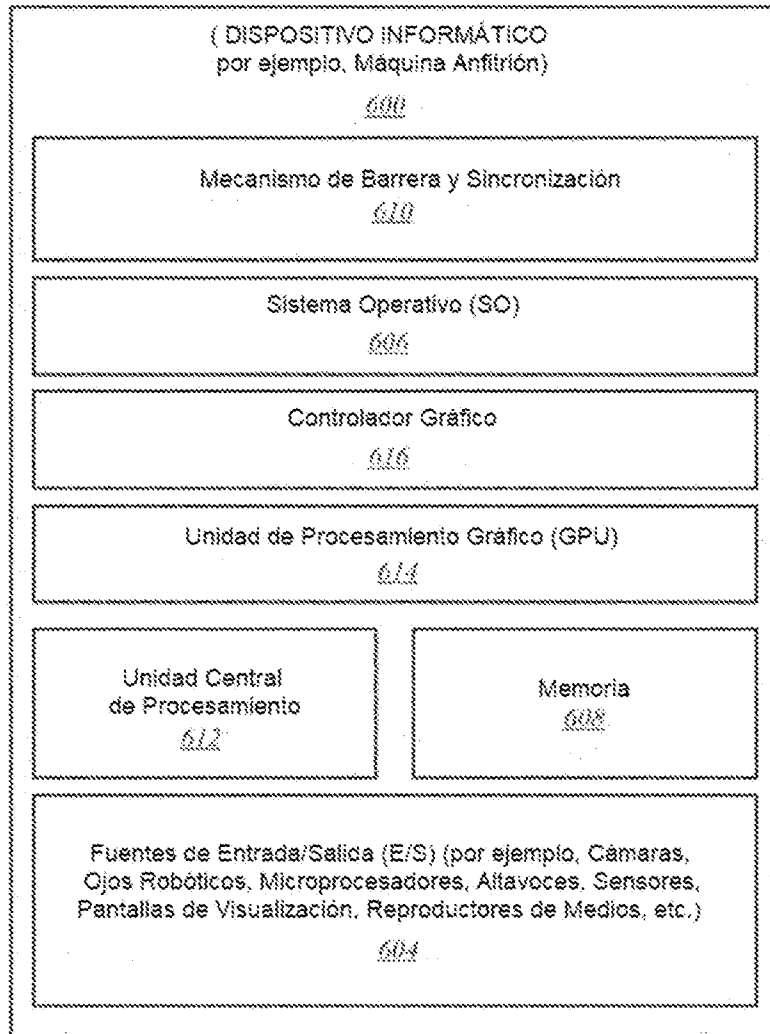 ( DISPOSITIVO INFORMÁTICO
por ejemplo, Máquina Anfitrión)
600
Mecanismo de Barrera y Sincronización
610
Sistema Operativo (SO)
606
Controlador Gráfico
616
Unidad de Procesamiento Gráfico (GPU)
614
Unidad Central
de Procesamiento
612
Memoria
608
Fuentes de Entrada/Salida (E/S) (por ejemplo, Cámaras,
Ojos Robóticos, Microprocesadores, Altavoces, Sensores,
Pantallas de Visualización, Reproductores de Medios, etc.)
604